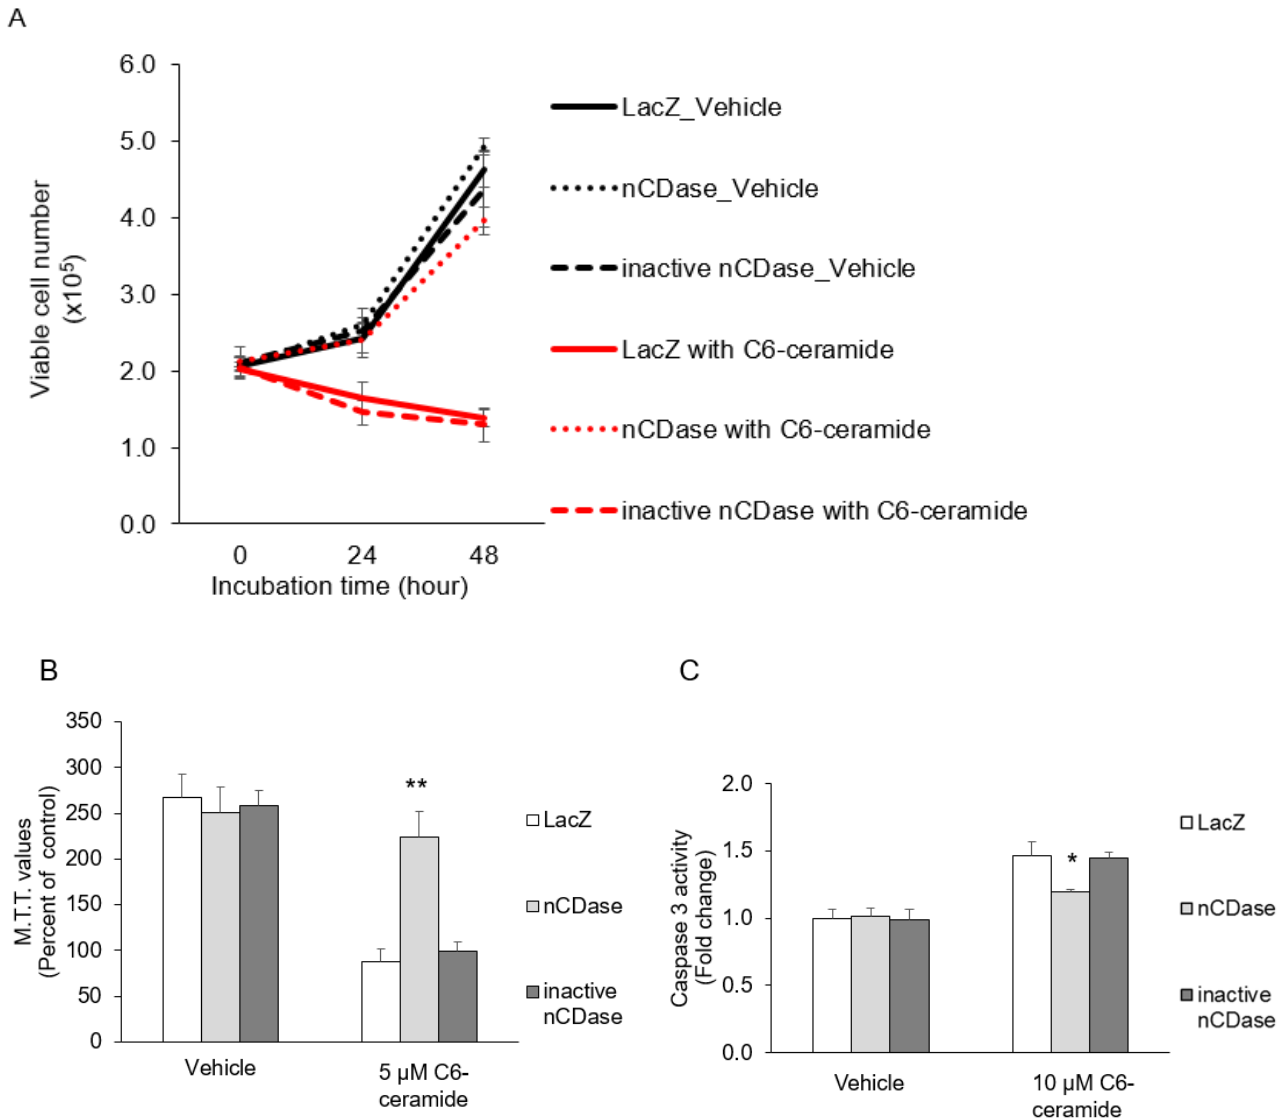 A
6.0
5.0
4.0
3.0
2.0
1.0
0.0
Viable cell number
(x10⁵)
0 24 48
Incubation time (hour)
LacZ_Vehicle
nCDase_Vehicle
inactive nCDase_Vehicle
LacZ with C6-ceramide
nCDase with C6-ceramide
inactive nCDase with C6-ceramide
B
350
300
250
200
150
100
50
0
M.T.T. values
(Percent of control)
**
Vehicle
5 µM C6-
ceramide
LacZ
nCDase
inactive
nCDase
C
2.0
1.5
1.0
0.5
0.0
Caspase 3 activity
(Fold change)
*
Vehicle
10 µM C6-
ceramide
LacZ
nCDase
inactive
nCDase